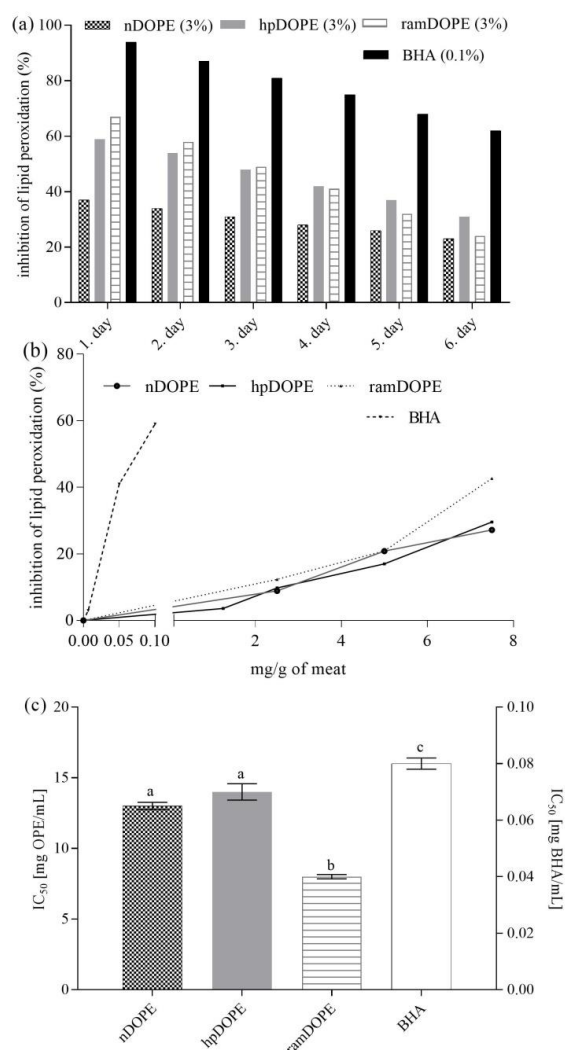 (a)
nDOPE (3%) hpDOPE (3%) ramDOPE (3%)
BHA (0.1%)
inhibition of lipid peroxidation (%)
100
80
60
40
20
0
1. day 2. day 3. day 4. day 5. day 6. day
(b)
nDOPE hpDOPE ramDOPE
BHA
inhibition of lipid peroxidation (%)
80
60
40
20
0
0.00 0.05 0.10 2 4 6 8
mg/g of meat
(c)
IC50 [mg OPE/mL]
20
15
10
5
0
a a b c
0.10
0.08
0.06
0.04
0.02
0.00
IC50 [mg BHA/mL]
nDOPE hpDOPE ramDOPE BHA